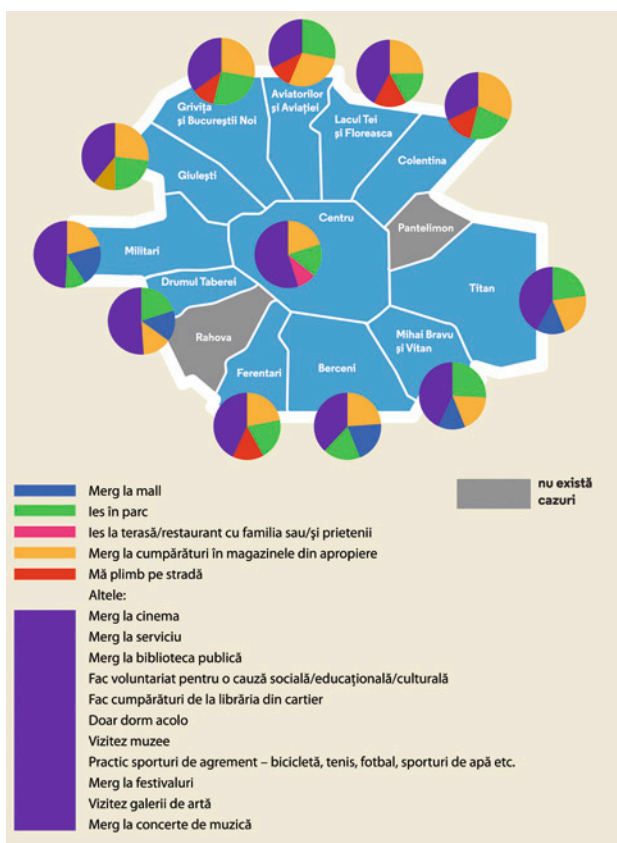 Grivița
și Bucureștii Noi
Aviatorilor
și Aviației
Lacul Tei
și Floreasca
Colentina
Giulești
Centru
Pantelimon
Militari
Drumul Taberei
Titan
Rahova
Mihai Bravu
și Vitan
Ferentari
Berceni
nu există
cazuri
Merg la mall
Ies în parc
Ies la terasă/restaurant cu familia sau/și prietenii
Merg la cumpărături în magazinele din apropiere
Mă plimb pe stradă
Altele:
Merg la cinema
Merg la serviciu
Merg la biblioteca publică
Fac voluntariat pentru o cauză socială/educațională/culturală
Fac cumpărături de la librăria din cartier
Doar dorm acolo
Vizitez muzee
Practic sporturi de agrement – bicicletă, tenis, fotbal, sporturi de apă etc.
Merg la festivaluri
Vizitez galerii de artă
Merg la concerte de muzică